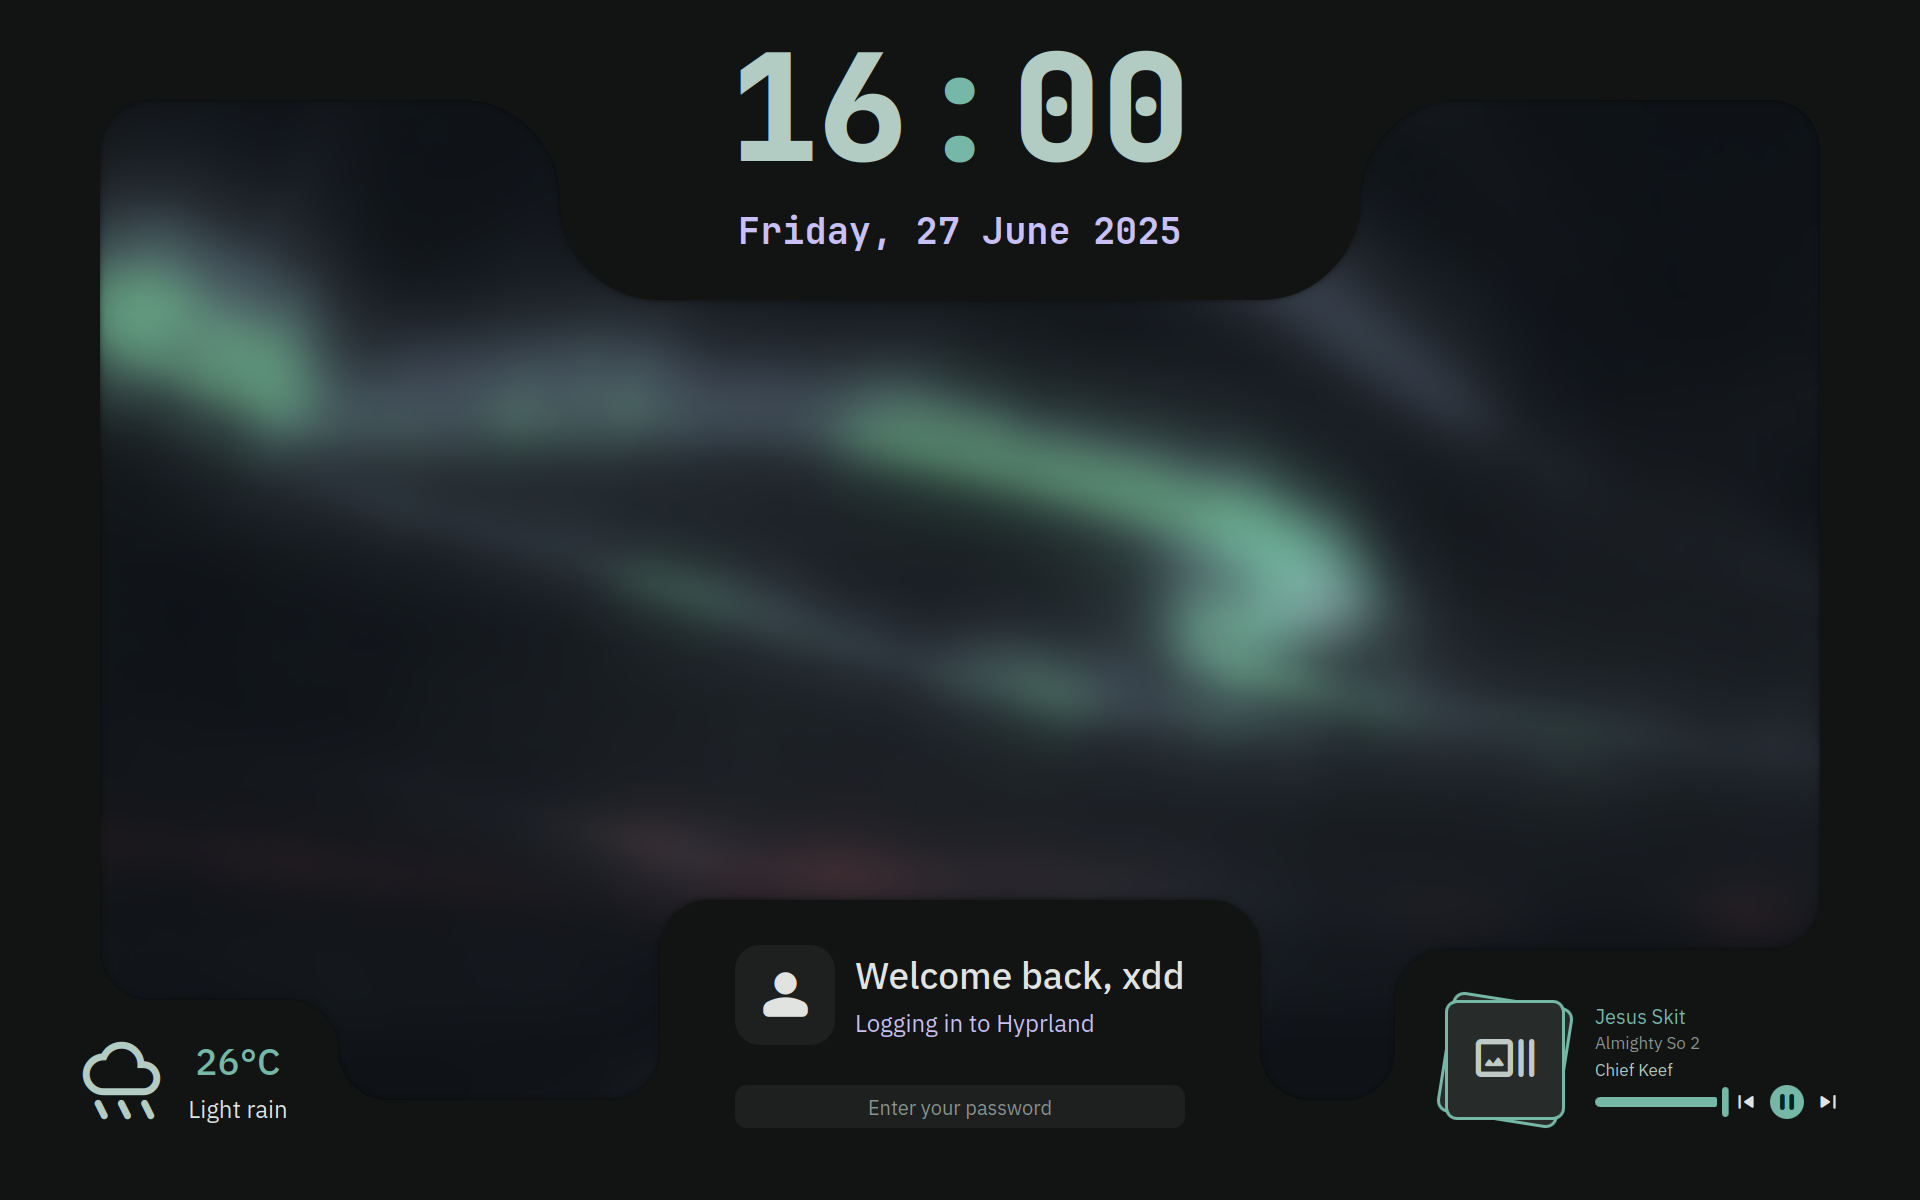 16:00
Friday, 27 June 2025
Welcome back, xdd
Logging in to Hyprland
Enter your password
26°C
Light rain
Jesus Skit
Almighty So 2
Chief Keef